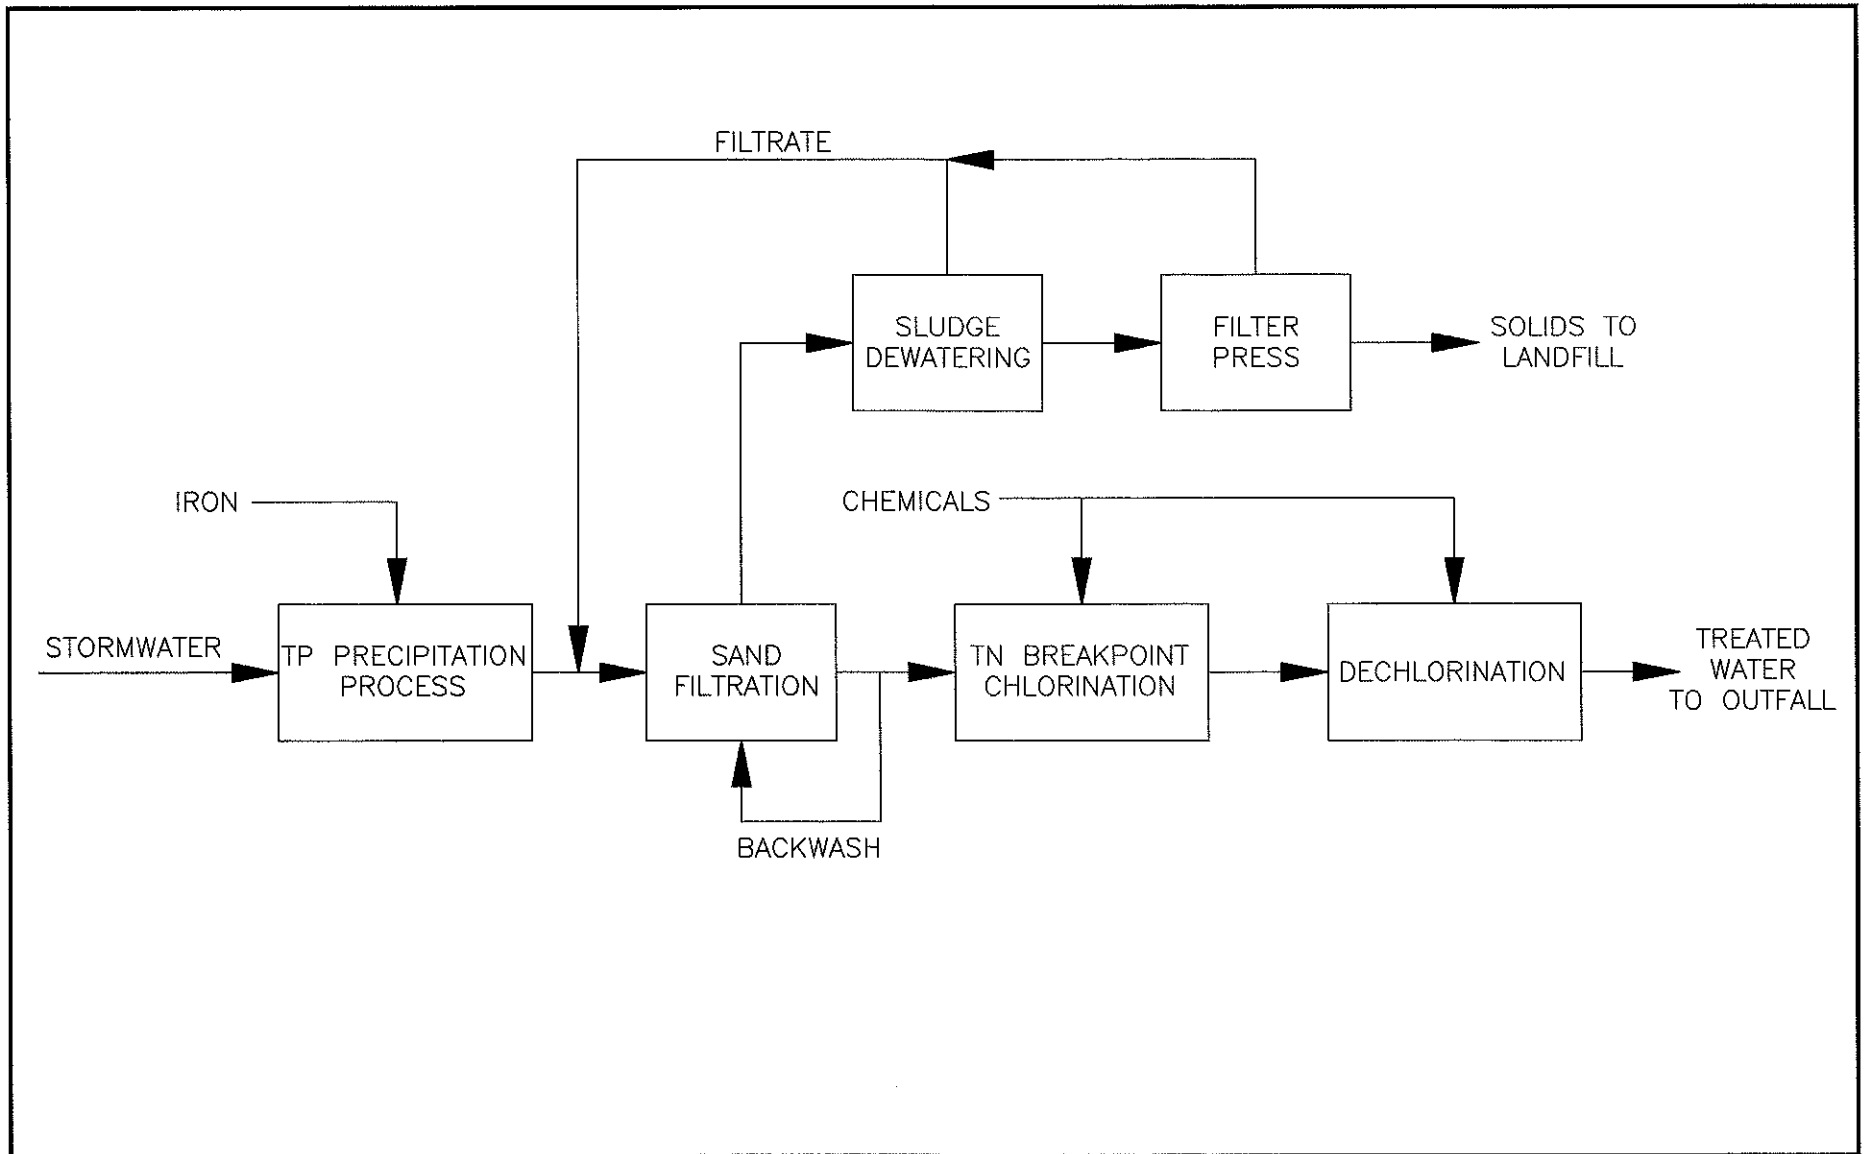 FILTRATE
SLUDGE
DEWATERING
FILTER
PRESS
SOLIDS TO
LANDFILL
IRON
CHEMICALS
STORMWATER
TP PRECIPITATION
PROCESS
SAND
FILTRATION
TN BREAKPOINT
CHLORINATION
DECHLORINATION
TREATED
WATER
TO OUTFALL
BACKWASH